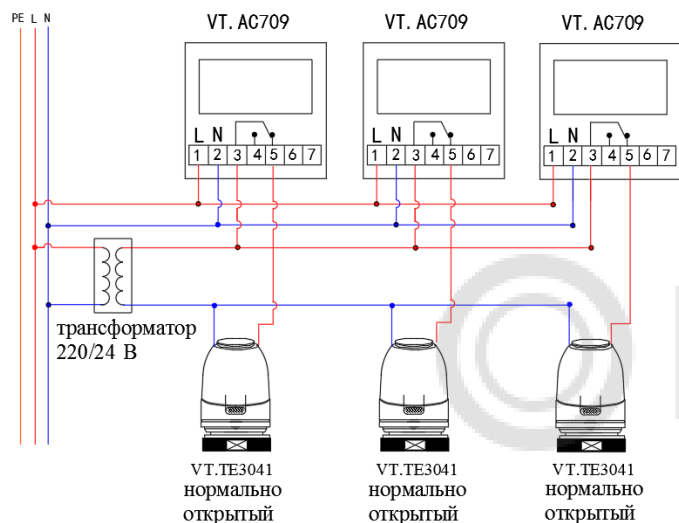 PE L N
VT.AC709
VT.AC709
VT.AC709
L N
1 2 3 4 5 6 7
L N
1 2 3 4 5 6 7
L N
1 2 3 4 5 6 7
трансформатор
220/24 В
VT.TE3041
нормально
открытый
VT.TE3041
нормально
открытый
VT.TE3041
нормально
открытый